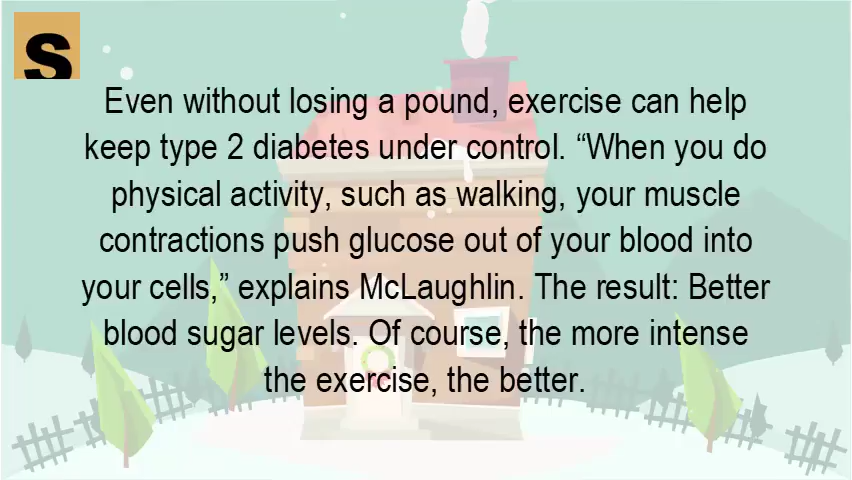 S
Even without losing a pound, exercise can help
keep type 2 diabetes under control. “When you do
physical activity, such as walking, your muscle
contractions push glucose out of your blood into
your cells,” explains McLaughlin. The result: Better
blood sugar levels. Of course, the more intense
the exercise, the better.